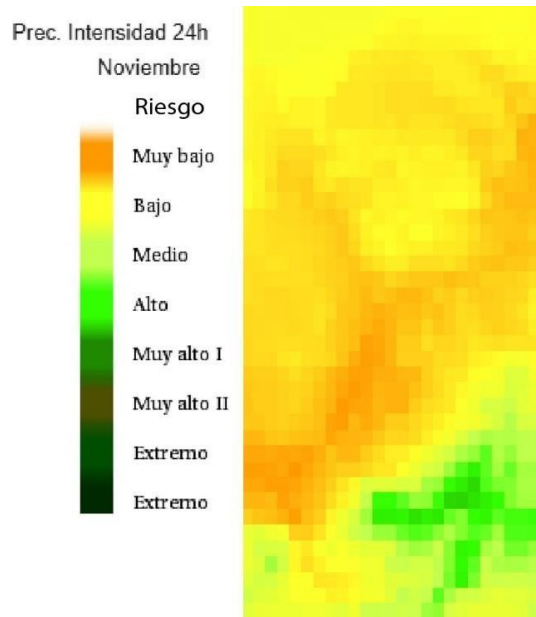 Prec. Intensidad 24h
Noviembre
Riesgo
Muy bajo
Bajo
Medio
Alto
Muy alto I
Muy alto II
Extremo
Extremo